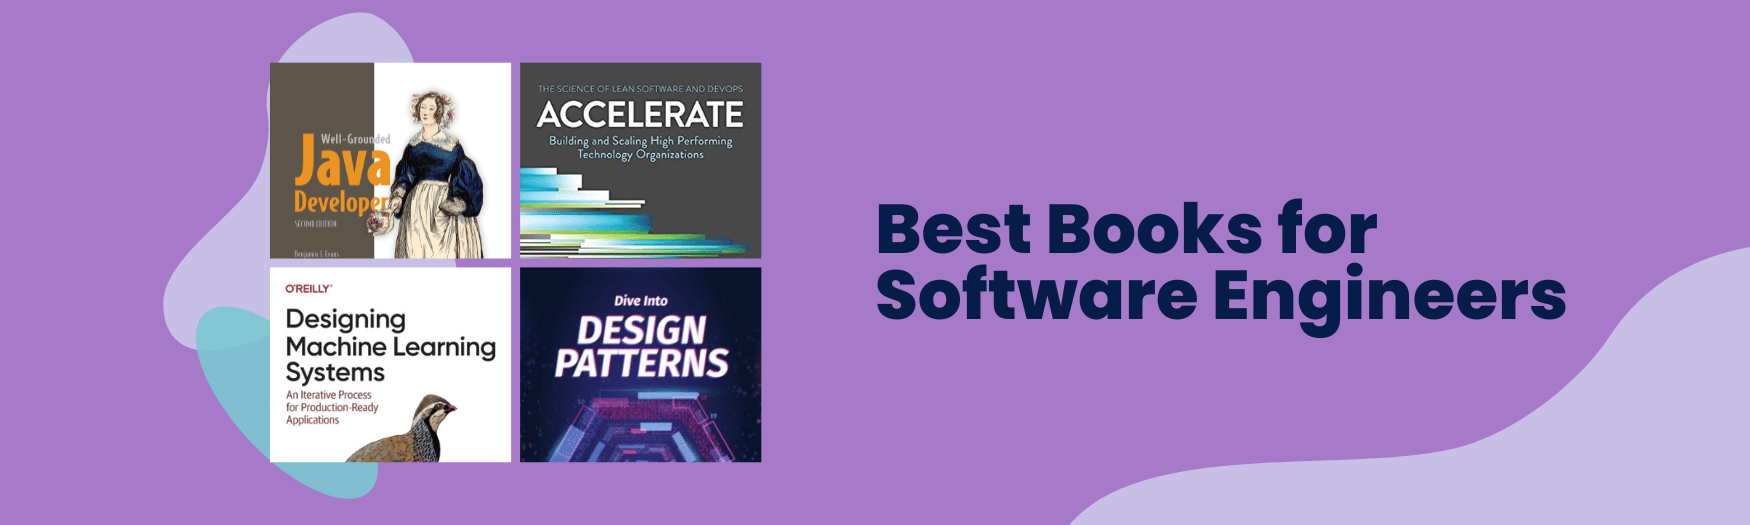 Well-Grounded
Java
Developer
SECOND EDITION
Benjamin J. Evans
THE SCIENCE OF LEAN SOFTWARE AND DEVOPS
ACCELERATE
Building and Scaling High Performing
Technology Organizations
O'REILLY
Designing
Machine Learning
Systems
An Iterative Process
for Production-Ready
Applications
Dive Into
DESIGN
PATTERNS
Best Books for
Software Engineers